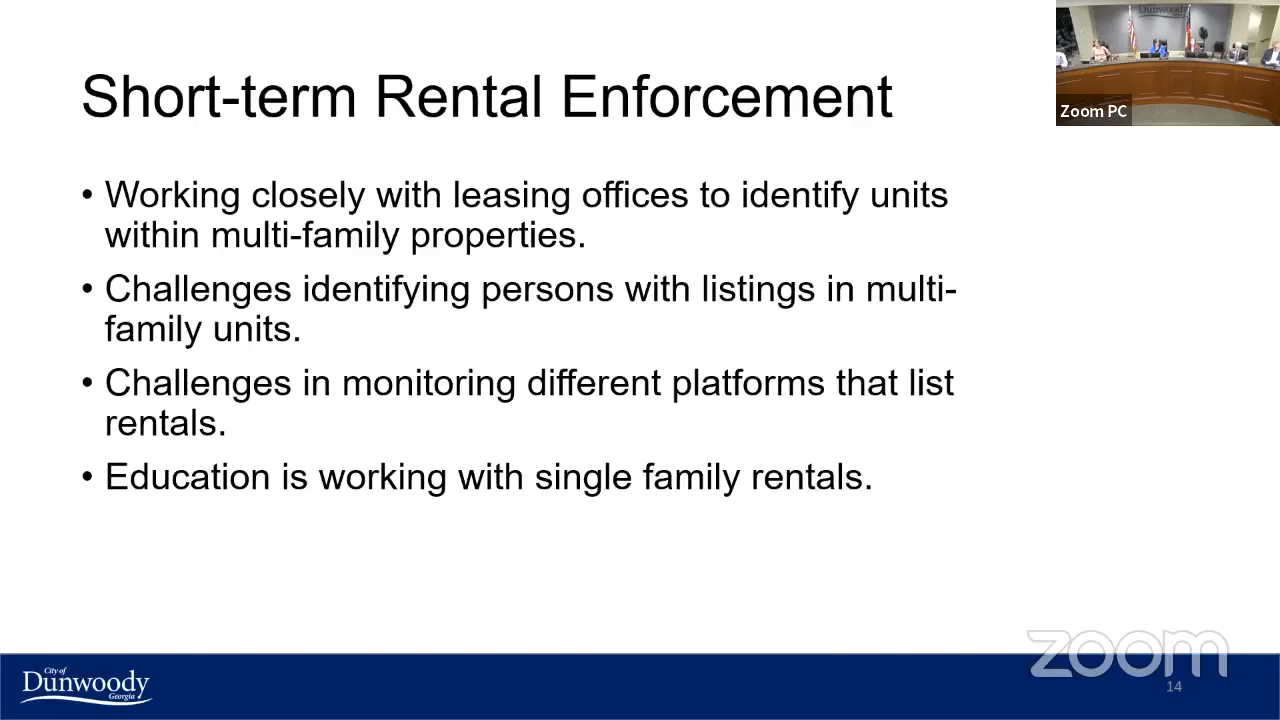 Dunwoody
Zoom PC
Short-term Rental Enforcement
• Working closely with leasing offices to identify units
within multi-family properties.
• Challenges identifying persons with listings in multi-
family units.
• Challenges in monitoring different platforms that list
rentals.
• Education is working with single family rentals.
zoom
14
City of
Dunwoody
Georgia